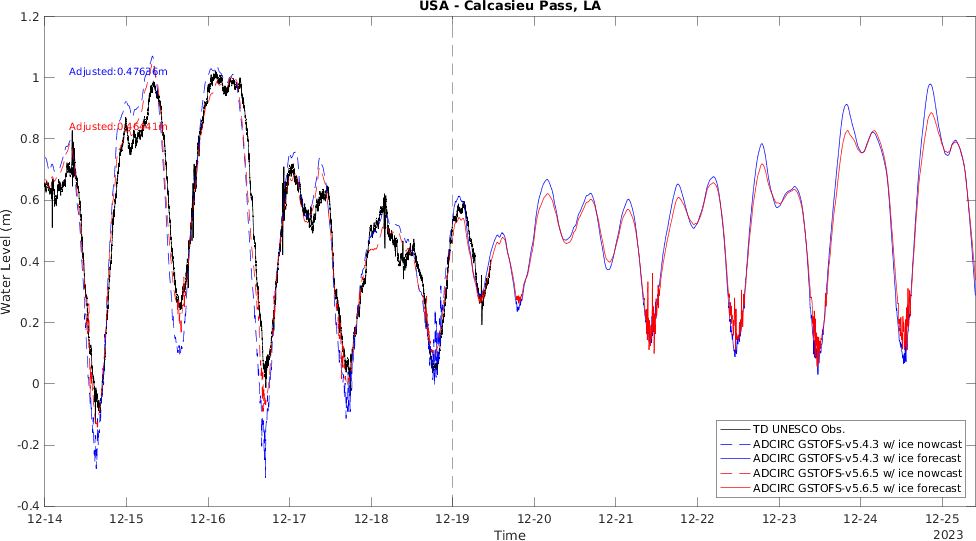 USA - Calcasieu Pass, LA
1.2
1
0.8
0.6
0.4
0.2
0
-0.2
-0.4
Water Level (m)
Adjusted:0.47636m
Adjusted:0.46441m
12-14 12-15 12-16 12-17 12-18 12-19 12-20 12-21 12-22 12-23 12-24 12-25
Time
2023
TD UNESCO Obs.
ADCIRC GSTOFS-v5.4.3 w/ ice nowcast
ADCIRC GSTOFS-v5.4.3 w/ ice forecast
ADCIRC GSTOFS-v5.6.5 w/ ice nowcast
ADCIRC GSTOFS-v5.6.5 w/ ice forecast